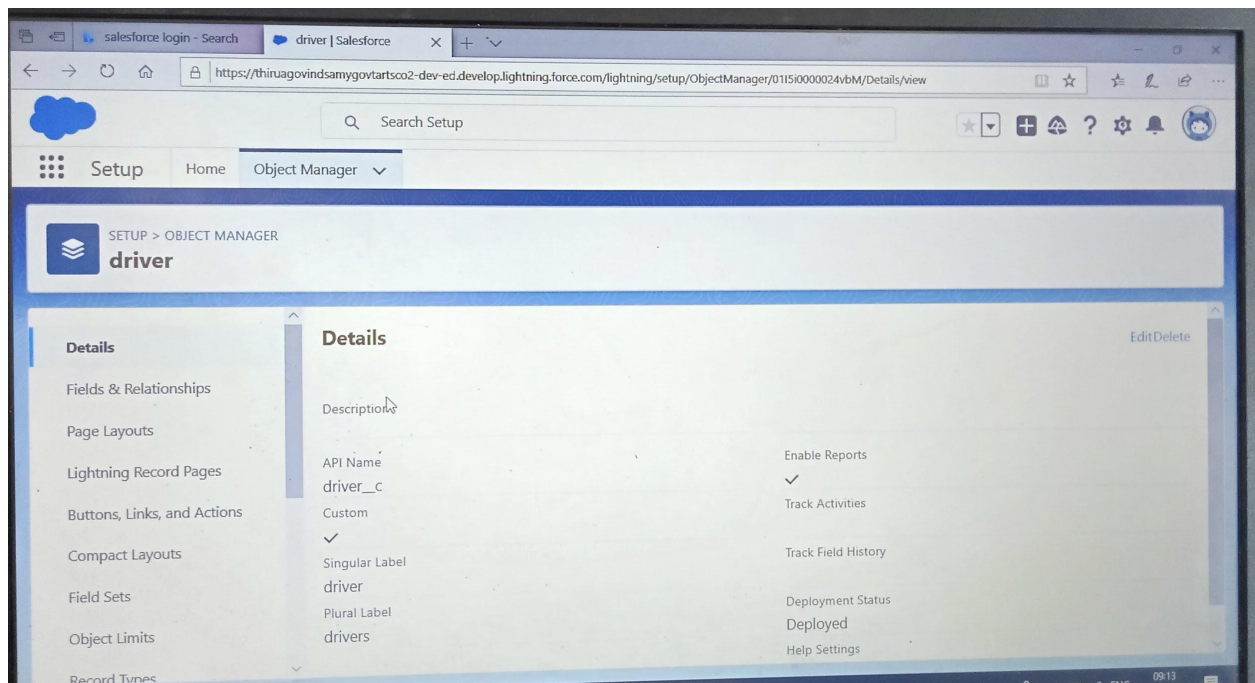 salesforce login - Search
driver | Salesforce
https://thiruagovindsamygovtartsco2-dev-ed.develop.lightning.force.com/lightning/setup/ObjectManager/01I5i0000024vbM/Details/view
Search Setup
Setup
Home
Object Manager
SETUP > OBJECT MANAGER
driver
Details
Fields & Relationships
Page Layouts
Lightning Record Pages
Buttons, Links, and Actions
Compact Layouts
Field Sets
Object Limits
Record Types
Details
Edit Delete
Description
API Name
driver__c
Custom
Singular Label
driver
Plural Label
drivers
Enable Reports
Track Activities
Track Field History
Deployment Status
Deployed
Help Settings
09:13